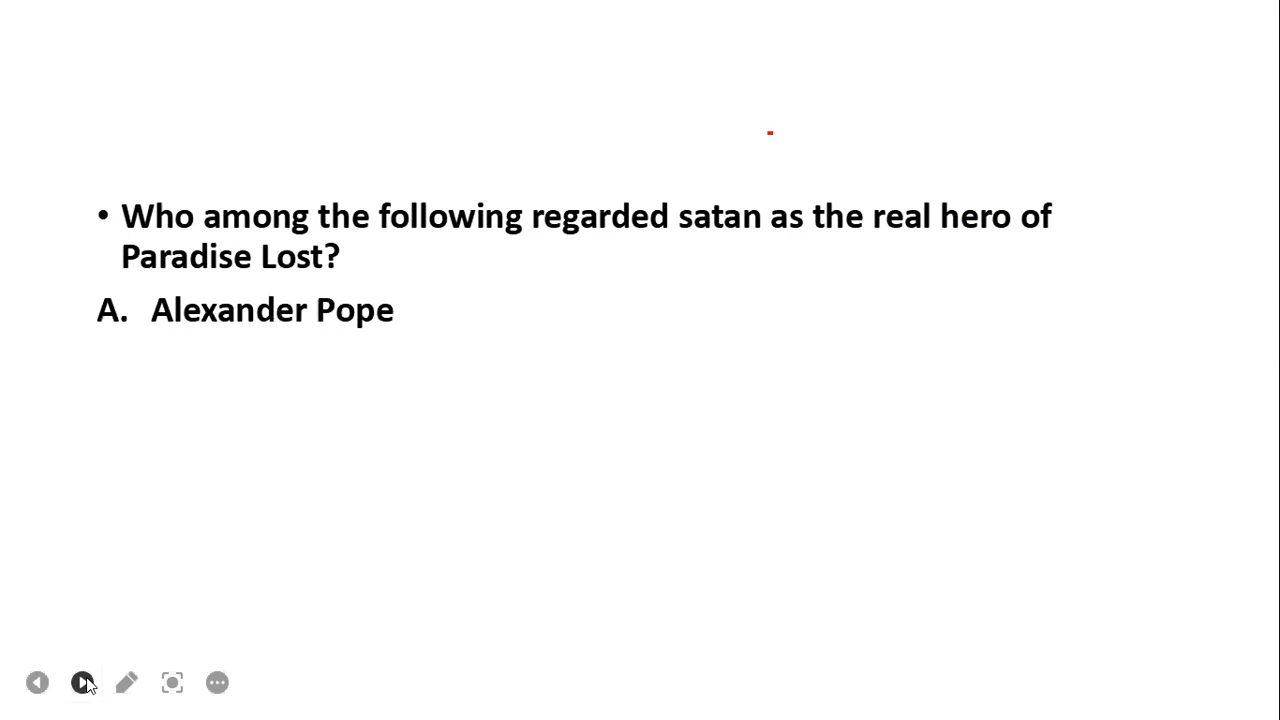 • Who among the following regarded satan as the real hero of
Paradise Lost?
A. Alexander Pope